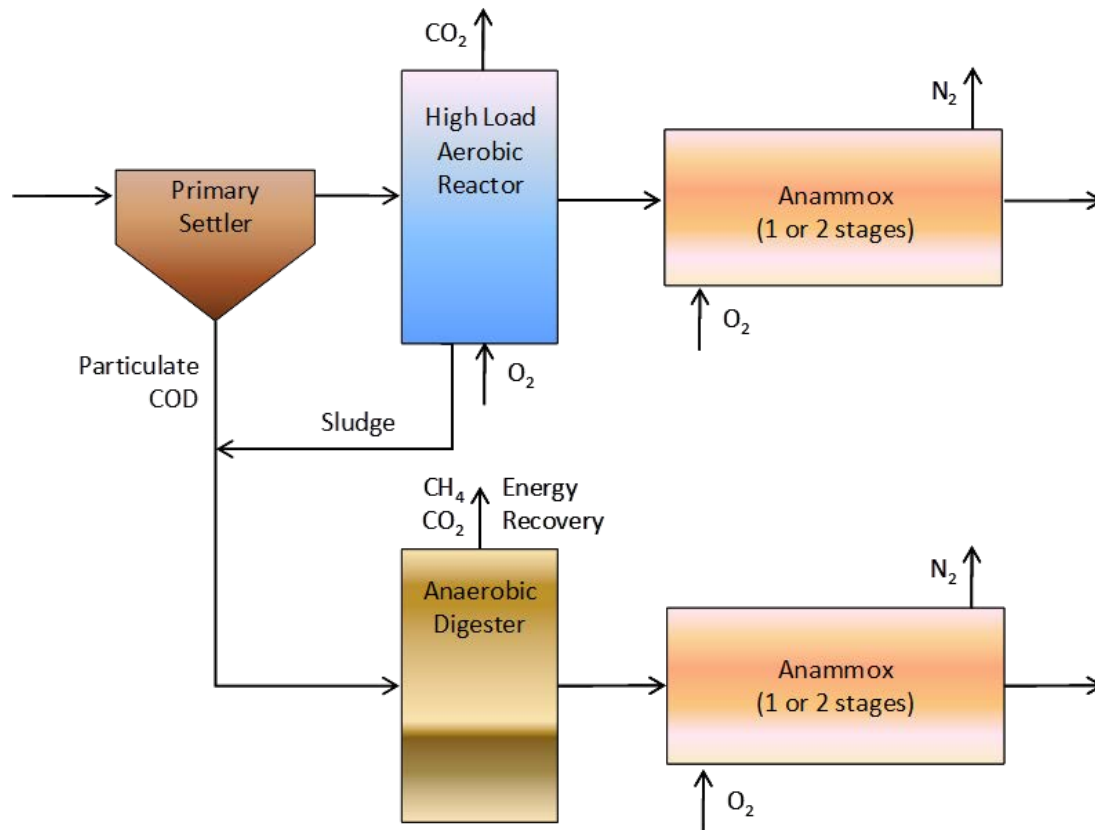 CO₂
High Load
Aerobic
Reactor
N₂
Primary
Settler
Anammox
(1 or 2 stages)
O₂
O₂
Particulate
COD
Sludge
CH₄
CO₂
Energy
Recovery
Anaerobic
Digester
N₂
Anammox
(1 or 2 stages)
O₂